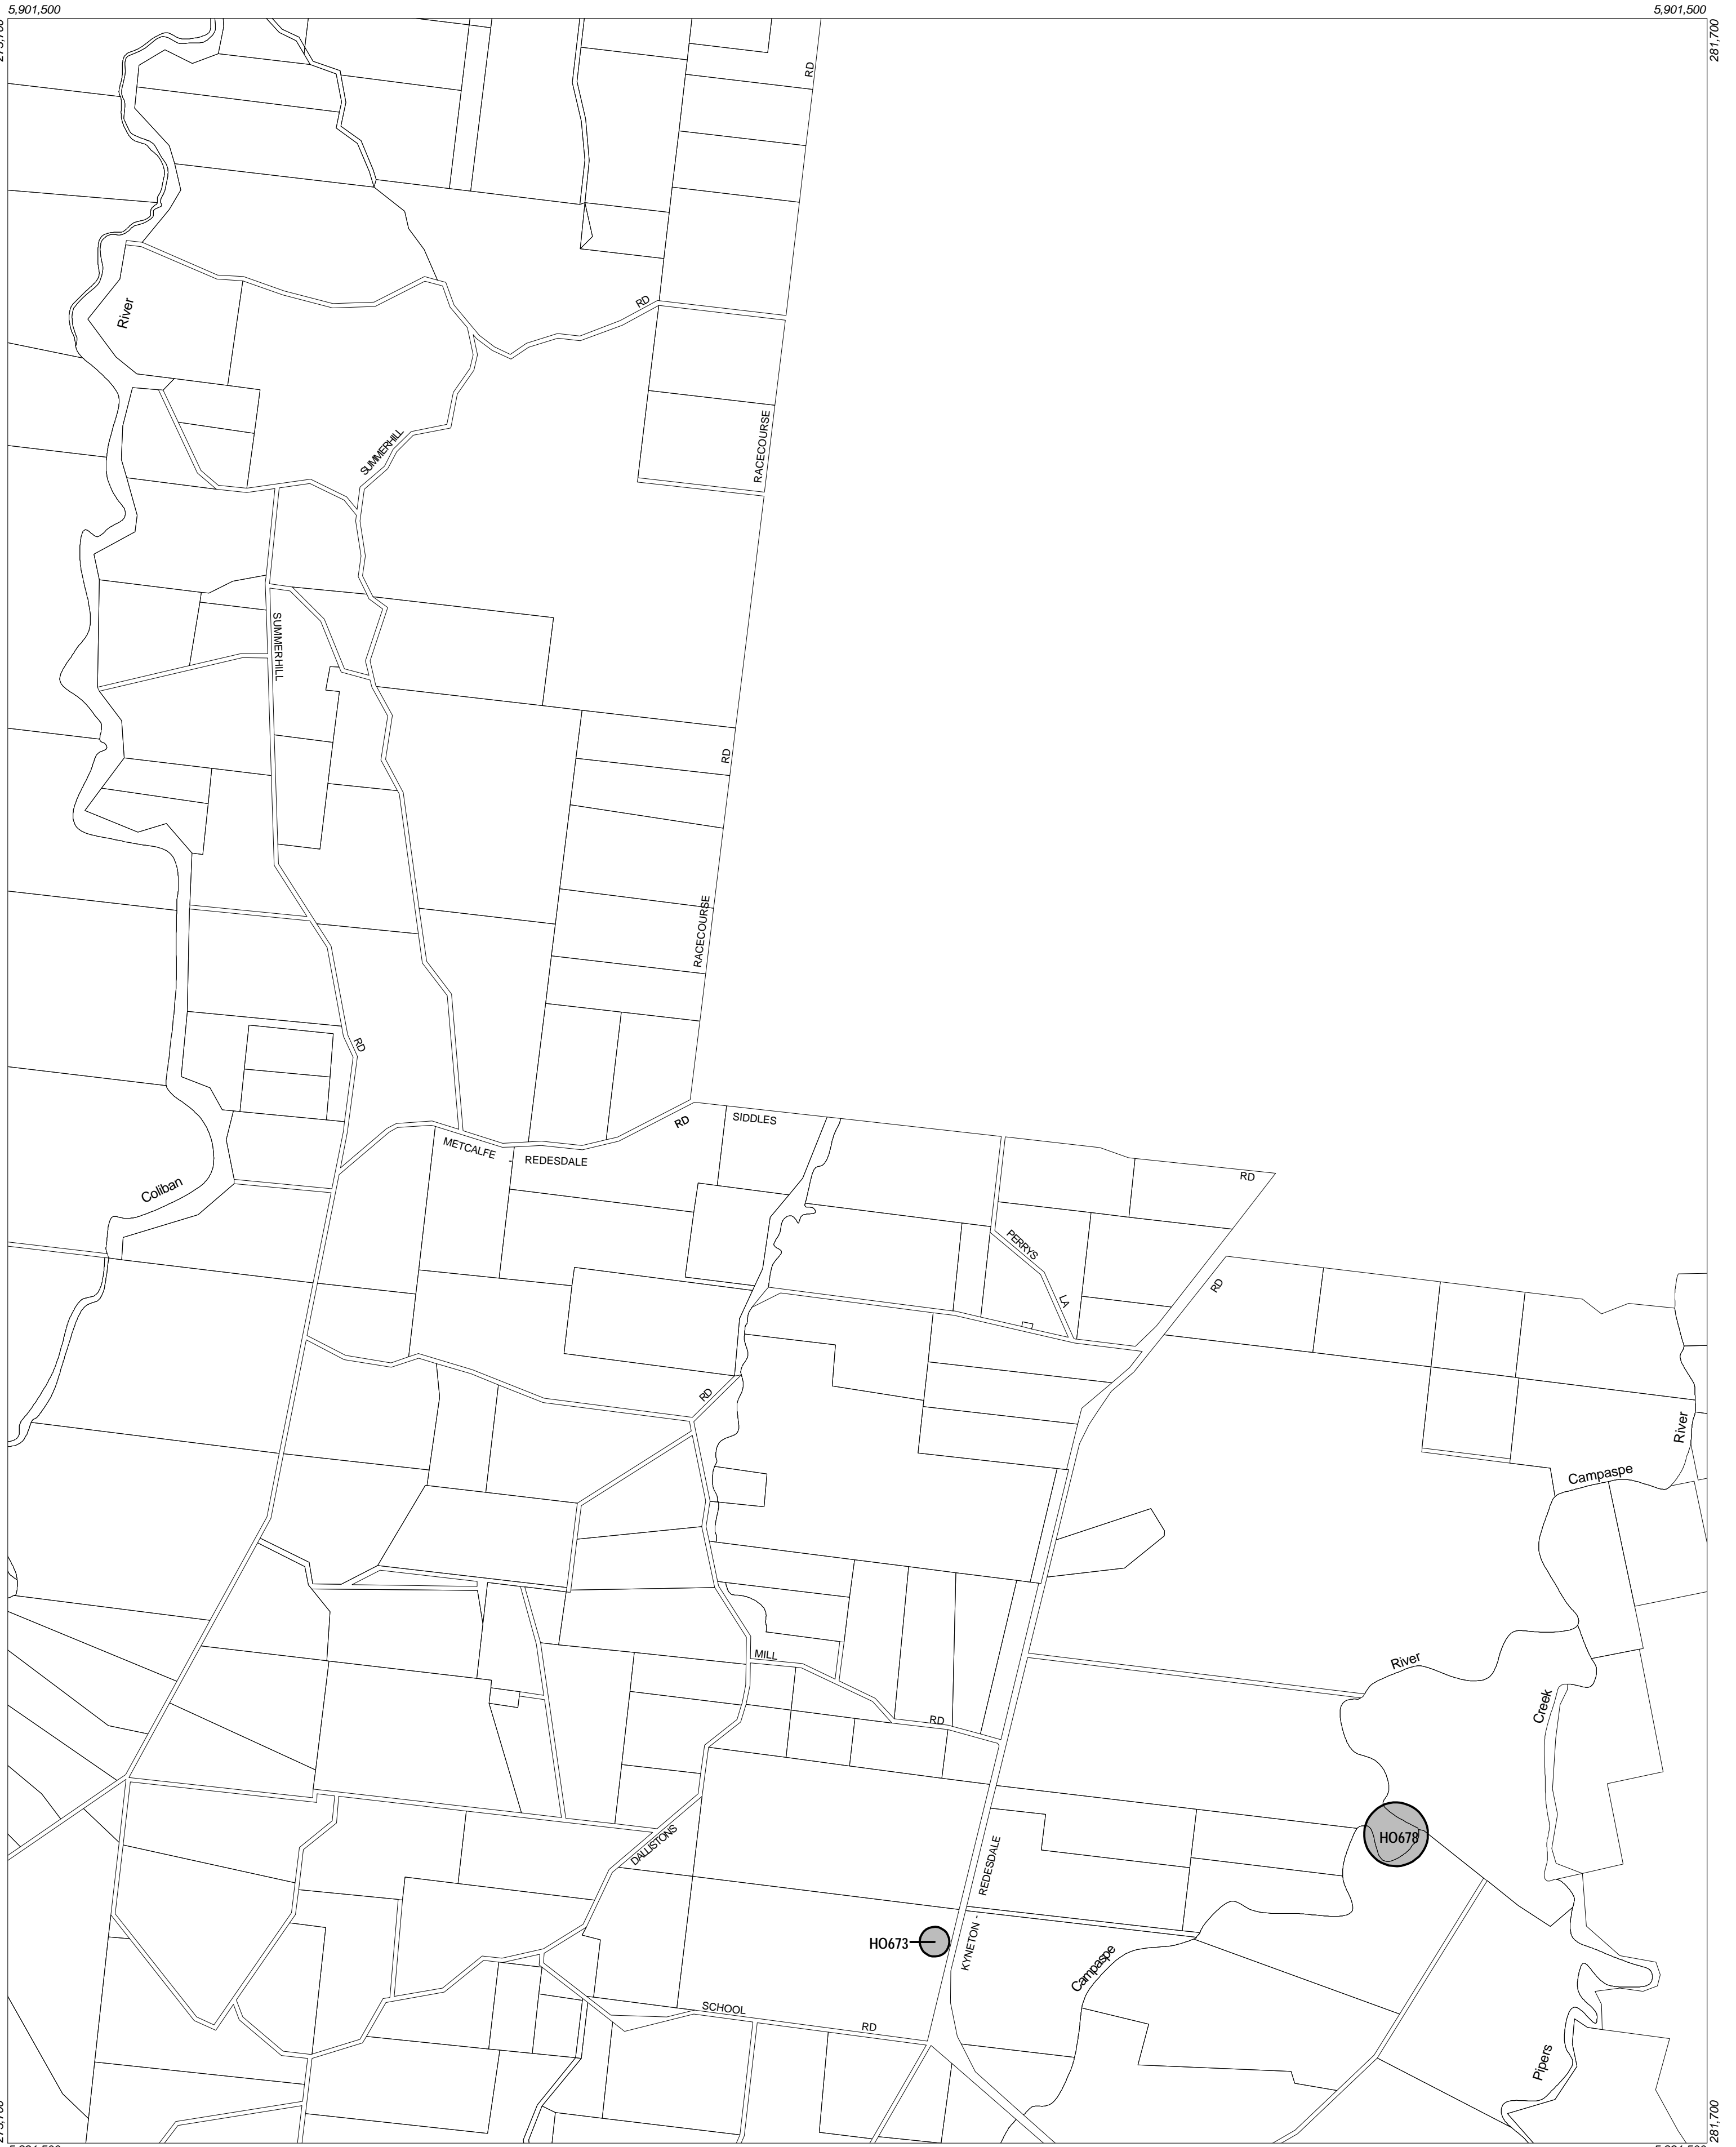 5,901,500
5,901,500
281,700
RD
River
RD
RACECOURSE
SUMMERHILL
SUMMERHILL
RD
RACECOURSE
RD
SIDDLES
RD
METCALFE - REDESDALE
RD
Coliban
PERRYS
LA
RD
RD
River
Campaspe
MILL
River
Creek
RD
DALLISTONS
HO678
REDESDALE
HO673
KYNETON -
Campaspe
SCHOOL
RD
Pipers
281,700